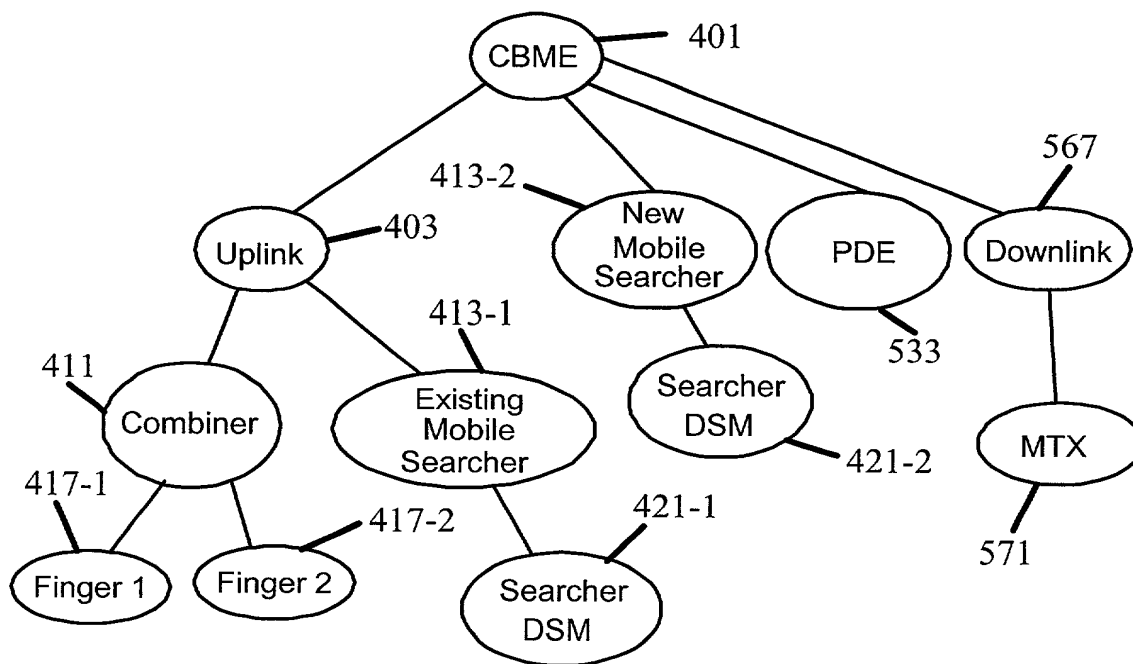 CBME
401
567
413-2
New
Mobile
Searcher
403
Uplink
PDE
Downlink
413-1
533
411
Existing
Mobile
Searcher
Searcher
DSM
Combiner
MTX
421-2
417-1
421-1
417-2
571
Finger 1
Finger 2
Searcher
DSM